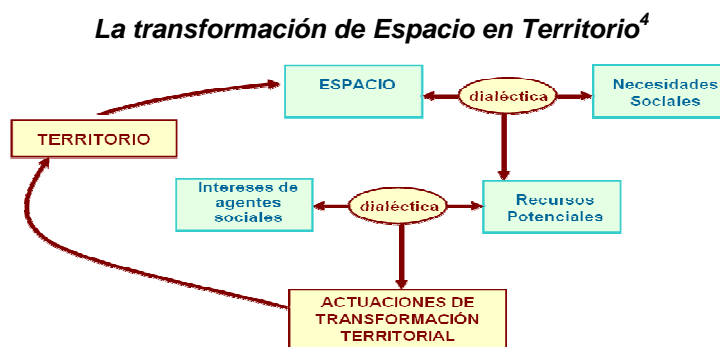 La transformación de Espacio en Territorio4
ESPACIO
dialéctica
Necesidades
Sociales
TERRITORIO
Intereses de
agentes
sociales
dialéctica
Recursos
Potenciales
ACTUACIONES DE
TRANSFORMACIÓN
TERRITORIAL